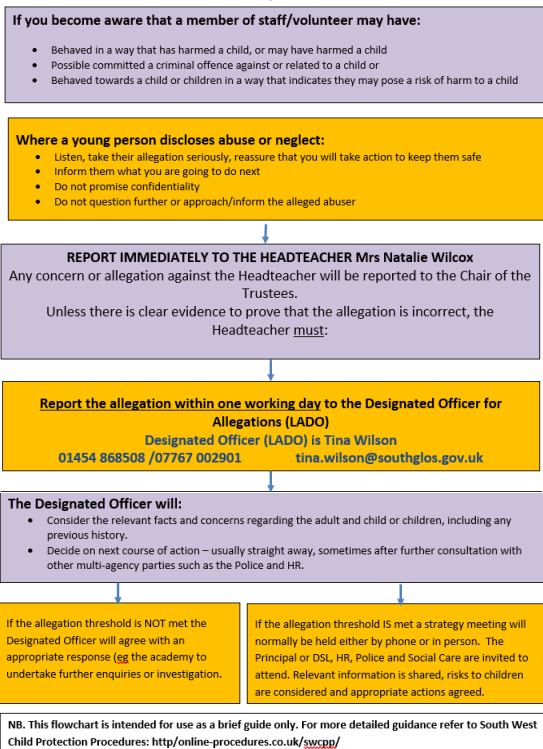 If you become aware that a member of staff/volunteer may have:
• Behaved in a way that has harmed a child, or may have harmed a child
• Possible committed a criminal offence against or related to a child or
• Behaved towards a child or children in a way that indicates they may pose a risk of harm to a child
Where a young person discloses abuse or neglect:
• Listen, take their allegation seriously, reassure that you will take action to keep them safe
• Inform them what you are going to do next
• Do not promise confidentiality
• Do not question further or approach/inform the alleged abuser
REPORT IMMEDIATELY TO THE HEADTEACHER Mrs Natalie Wilcox
Any concern or allegation against the Headteacher will be reported to the Chair of the
Trustees.
Unless there is clear evidence to prove that the allegation is incorrect, the
Headteacher must:
Report the allegation within one working day to the Designated Officer for
Allegations (LADO)
Designated Officer (LADO) is Tina Wilson
01454 868508 /07767 002901 tina.wilson@southglos.gov.uk
The Designated Officer will:
• Consider the relevant facts and concerns regarding the adult and child or children, including any
previous history.
• Decide on next course of action – usually straight away, sometimes after further consultation with
other multi-agency parties such as the Police and HR.
If the allegation threshold is NOT met the
Designated Officer will agree with an
appropriate response (eg the academy to
undertake further enquiries or investigation.
If the allegation threshold IS met a strategy meeting will
normally be held either by phone or in person. The
Principal or DSL, HR, Police and Social Care are invited to
attend. Relevant information is shared, risks to children
are considered and appropriate actions agreed.
NB. This flowchart is intended for use as a brief guide only. For more detailed guidance refer to South West
Child Protection Procedures: http/online-procedures.co.uk/swcpp/